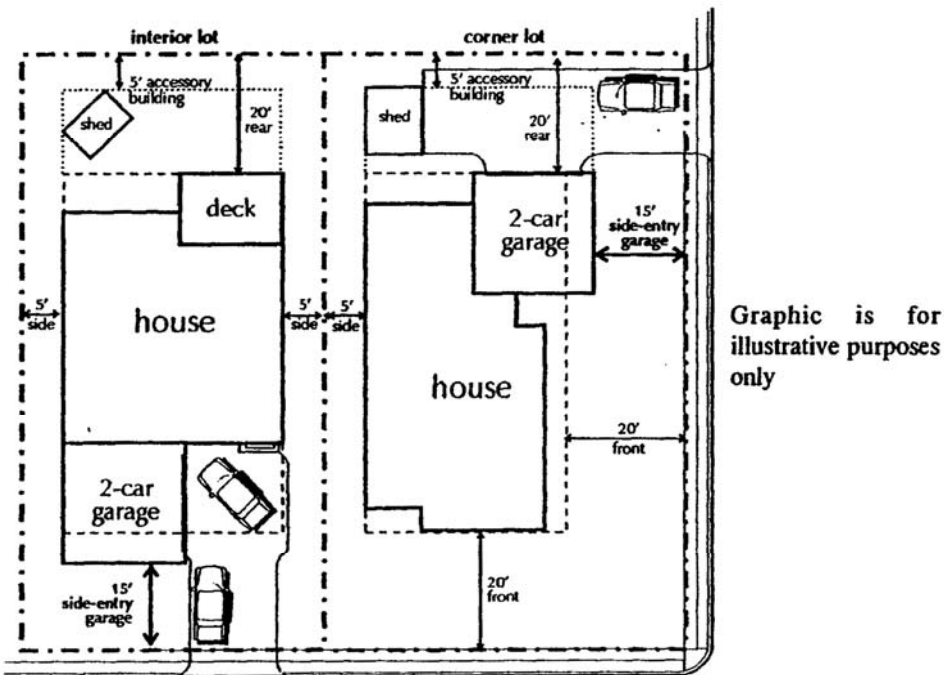 interior lot
corner lot
5' accessory
building
20'
rear
shed
deck
house
5'
side
5'
side
2-car
garage
15'
side-entry
garage
5' accessory
building
20'
rear
shed
2-car
garage
15'
side-entry
garage
5'
side
house
20'
front
20'
front
Graphic is for
illustrative purposes
only